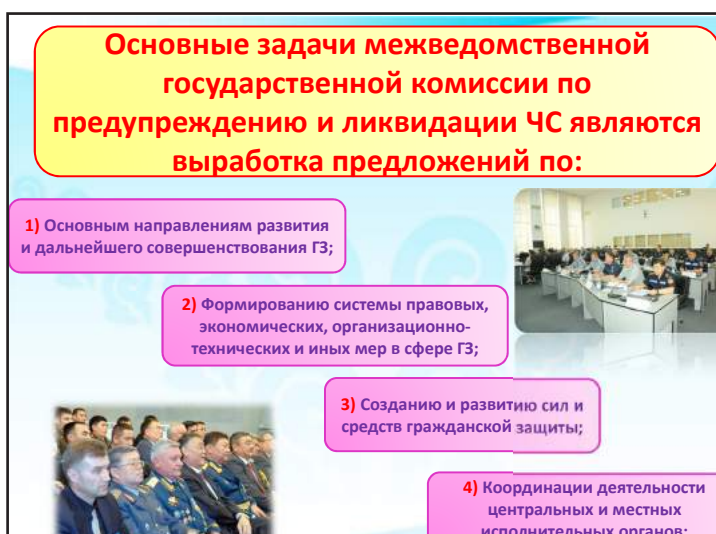 Основные задачи межведомственной
государственной комиссии по
предупреждению и ликвидации ЧС являются
выработка предложений по:
1) Основным направлениям развития
и дальнейшего совершенствования ГЗ;
2) Формированию системы правовых,
экономических, организационно-
технических и иных мер в сфере ГЗ;
3) Созданию и развитию сил и
средств гражданской защиты;
4) Координации деятельности
центральных и местных
исполнительных органов;